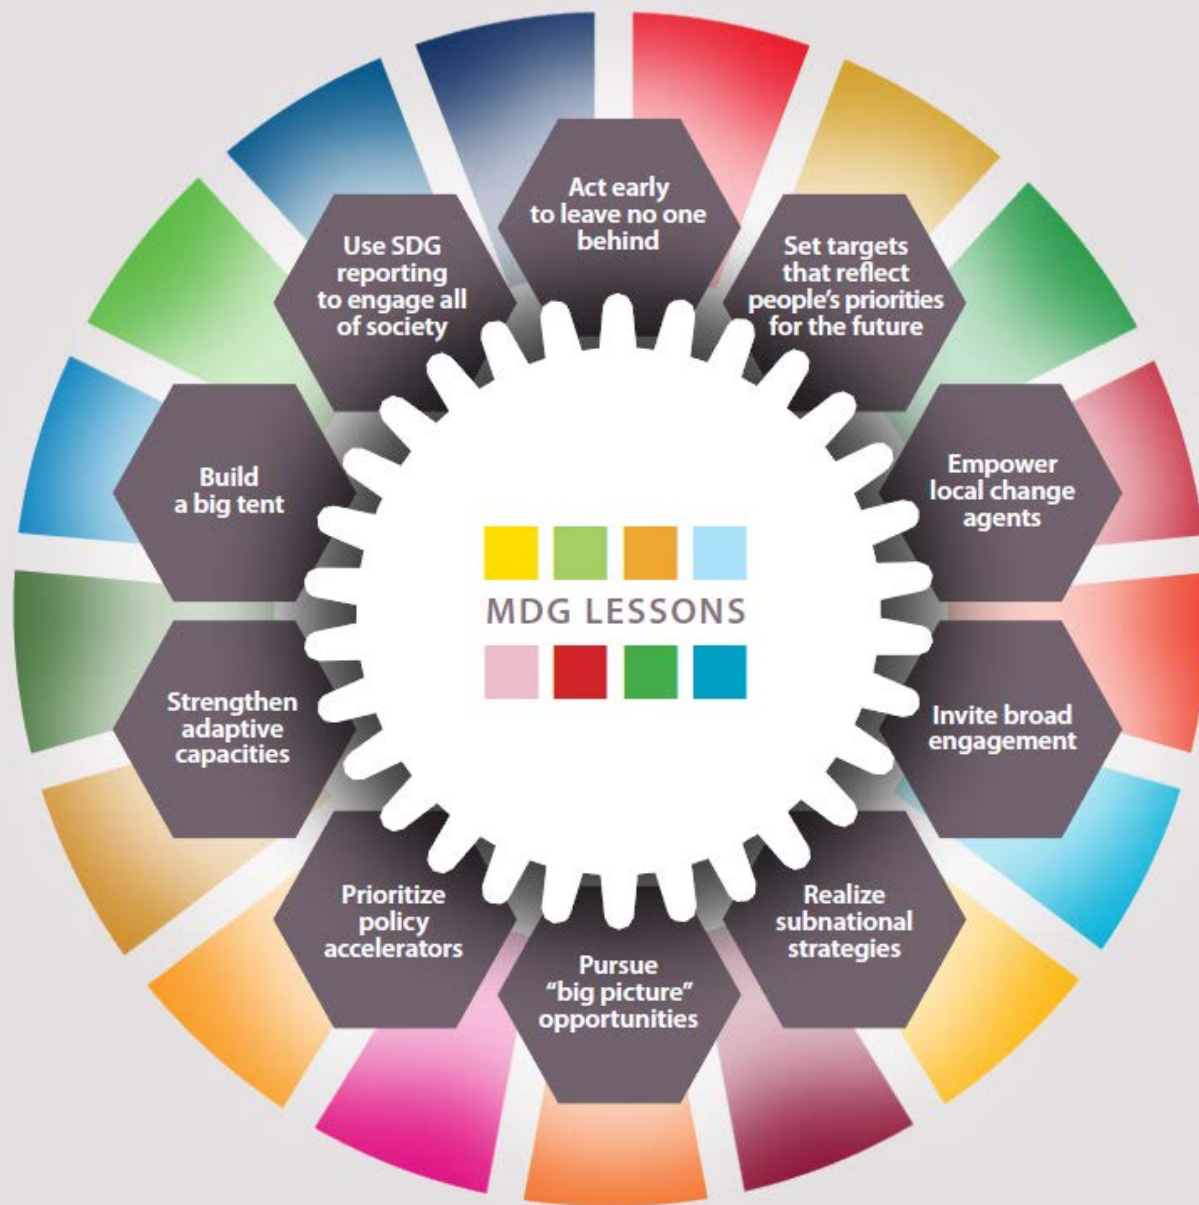 Act early
to leave no one
behind
Set targets
that reflect
people's priorities
for the future
Empower
local change
agents
Invite broad
engagement
Realize
subnational
strategies
Pursue
“big picture”
opportunities
Prioritize
policy
accelerators
Strengthen
adaptive
capacities
Build
a big tent
Use SDG
reporting
to engage all
of society
MDG LESSONS